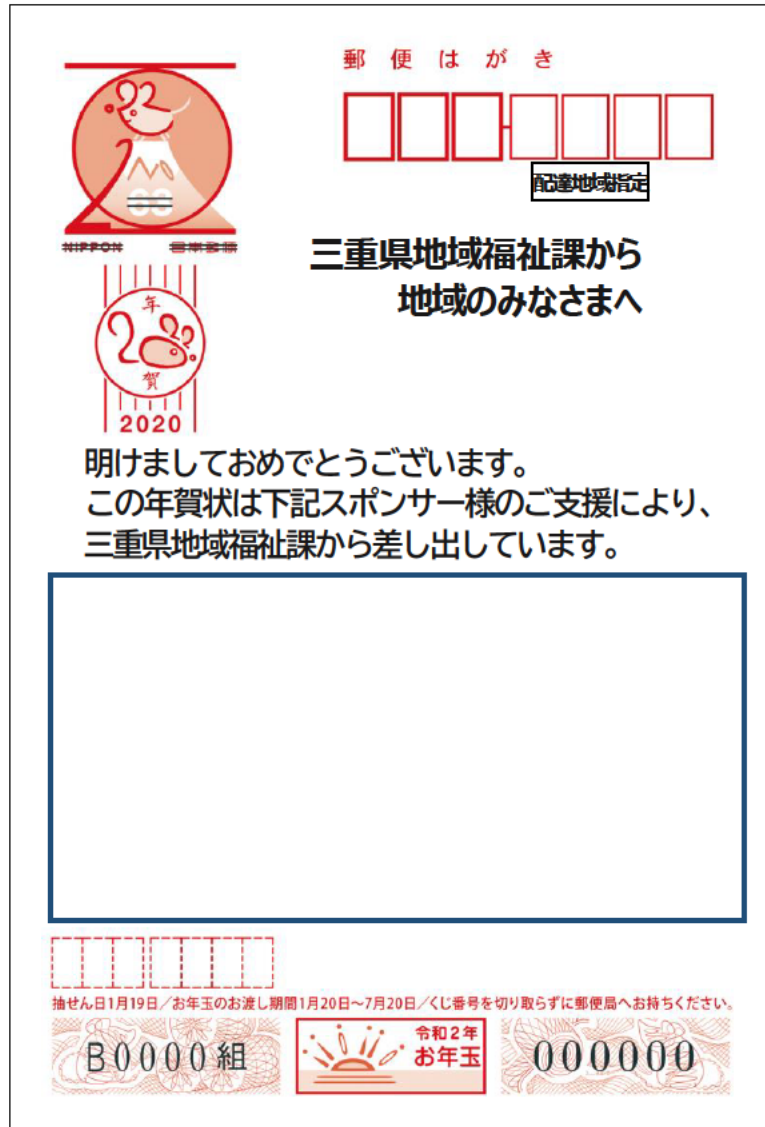 郵便はがき
配達地域指定
三重県地域福祉課から
地域のみなさまへ
NIPPON 日本郵便
年
賀
2020
明けましておめでとうございます。
この年賀状は下記スポンサー様のご支援により、
三重県地域福祉課から差し出しています。
抽せん日1月19日/お年玉のお渡し期間1月20日~7月20日/くじ番号を切り取らずに郵便局へお持ちください。
B0000組
令和2年
お年玉
000000